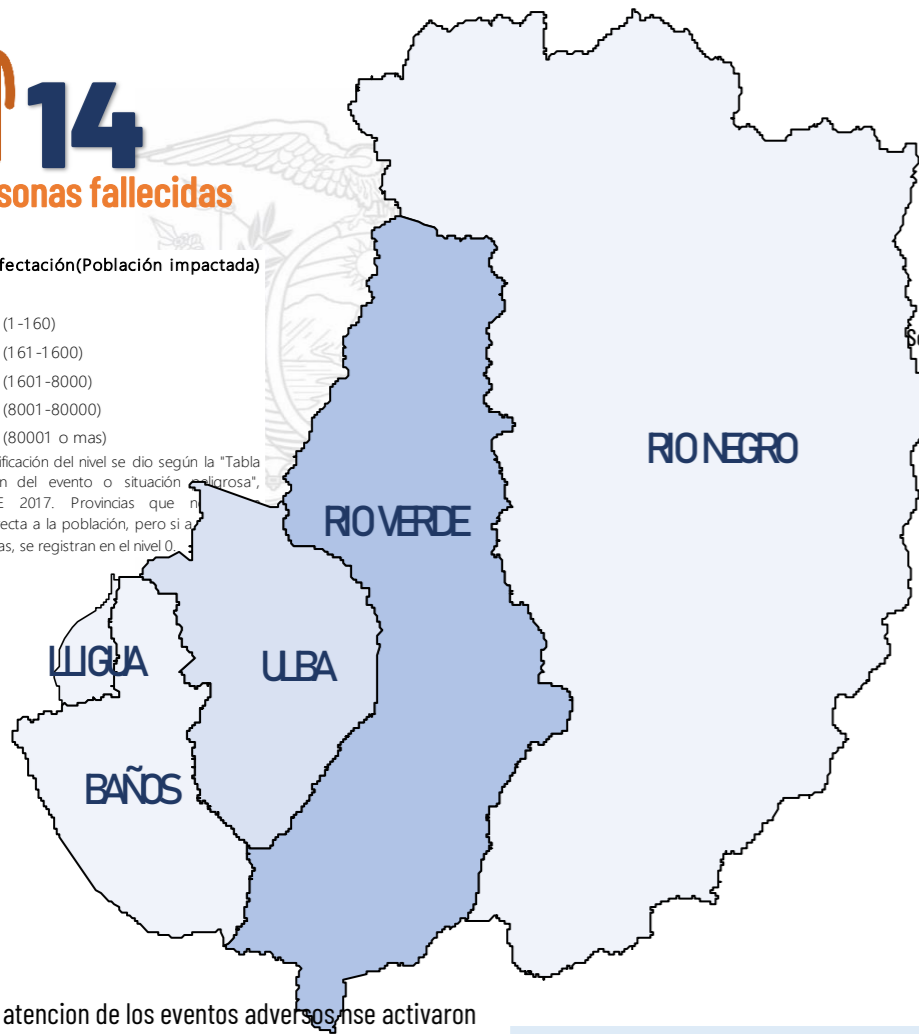 14
sonas fallecidas
fectación(Población impactada)
(1-160)
(161-1600)
(1601-8000)
(8001-80000)
(80001 o mas)
ificación del nivel se dio según la "Tabla
n del evento o situación peligrosa",
E 2017. Provincias que n
ecta a la población, pero si a
as, se registran en el nivel 0.
RIO NEGRO
RIO VERDE
LLIGUA
ULBA
BAÑOS
atencion de los eventos adversos nse activaron